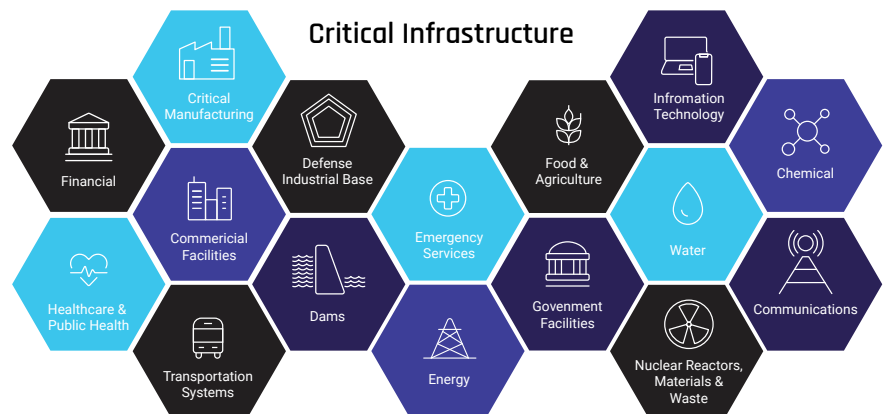 Critical Infrastructure
Critical
Manufacturing
Infromation
Technology
Financial
Defense
Industrial Base
Food &
Agriculture
Chemical
Commericial
Facilities
Emergency
Services
Water
Healthcare &
Public Health
Dams
Govenment
Facilities
Communications
Transportation
Systems
Energy
Nuclear Reactors,
Materials &
Waste